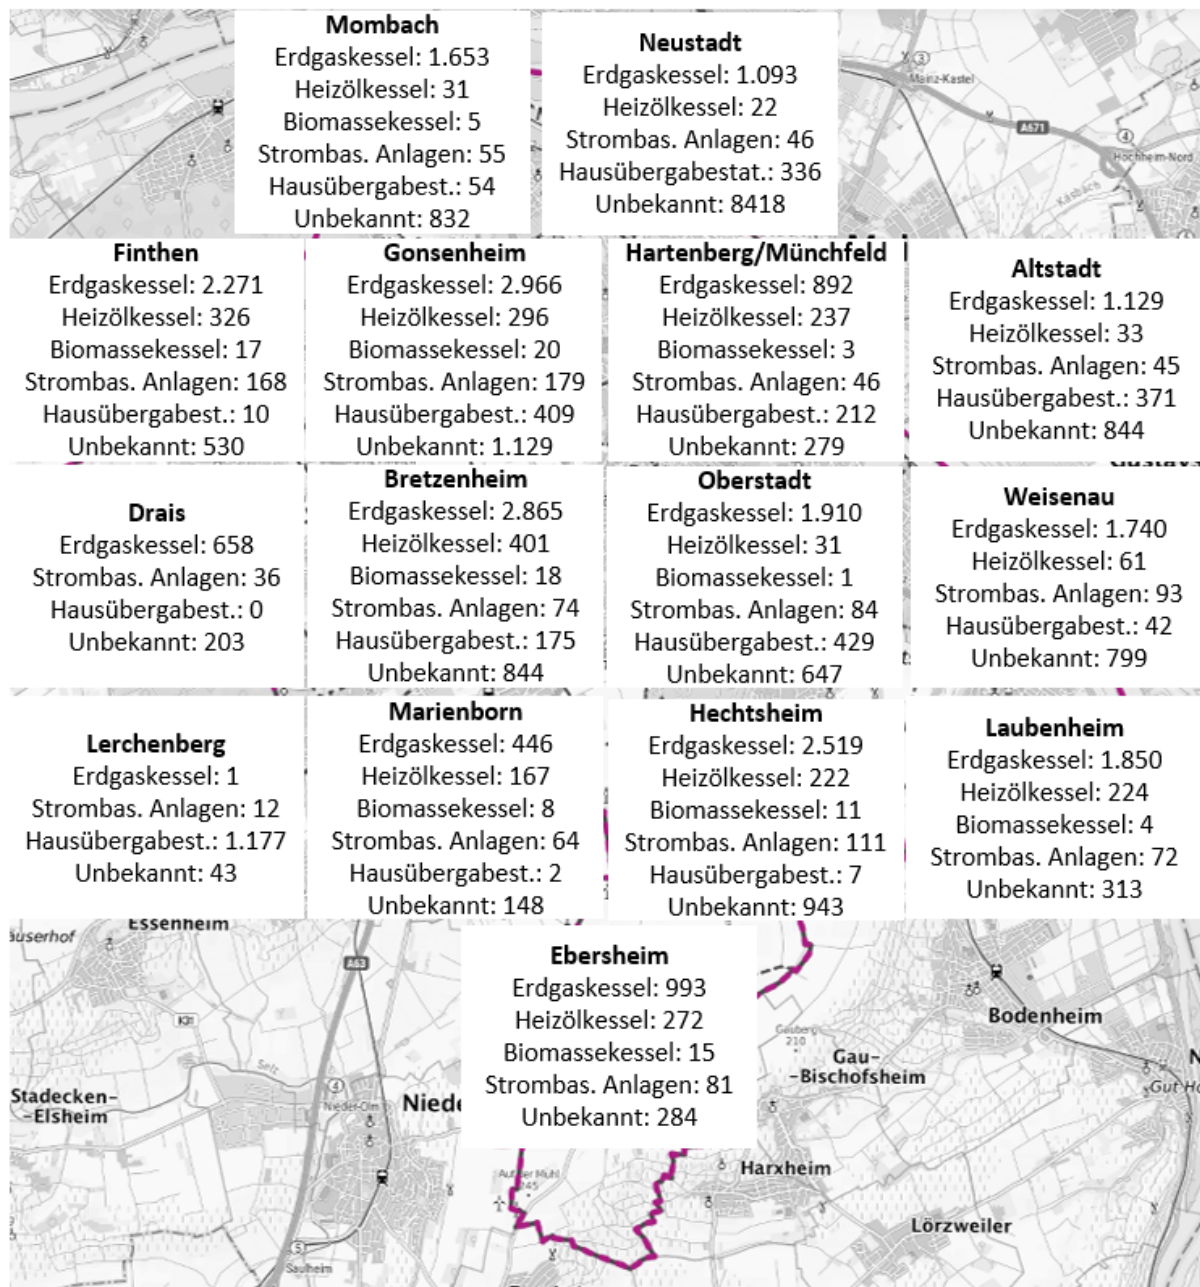 Mombach
Erdgaskessel: 1.653
Heizölkessel: 31
Biomassekessel: 5
Strombas. Anlagen: 55
Hausübergabest.: 54
Unbekannt: 832
Neustadt
Erdgaskessel: 1.093
Heizölkessel: 22
Strombas. Anlagen: 46
Hausübergabestat.: 336
Unbekannt: 8418
3
Mainz-Kastel
A671
4
Hochheim-Nord
Käsbach
Finthen
Erdgaskessel: 2.271
Heizölkessel: 326
Biomassekessel: 17
Strombas. Anlagen: 168
Hausübergabest.: 10
Unbekannt: 530
Gonsenheim
Erdgaskessel: 2.966
Heizölkessel: 296
Biomassekessel: 20
Strombas. Anlagen: 179
Hausübergabest.: 409
Unbekannt: 1.129
Hartenberg/Münchfeld
Erdgaskessel: 892
Heizölkessel: 237
Biomassekessel: 3
Strombas. Anlagen: 46
Hausübergabest.: 212
Unbekannt: 279
Altstadt
Erdgaskessel: 1.129
Heizölkessel: 33
Strombas. Anlagen: 45
Hausübergabest.: 371
Unbekannt: 844
Drais
Erdgaskessel: 658
Strombas. Anlagen: 36
Hausübergabest.: 0
Unbekannt: 203
Bretzenheim
Erdgaskessel: 2.865
Heizölkessel: 401
Biomassekessel: 18
Strombas. Anlagen: 74
Hausübergabest.: 175
Unbekannt: 844
Oberstadt
Erdgaskessel: 1.910
Heizölkessel: 31
Biomassekessel: 1
Strombas. Anlagen: 84
Hausübergabest.: 429
Unbekannt: 647
Weisenau
Erdgaskessel: 1.740
Heizölkessel: 61
Strombas. Anlagen: 93
Hausübergabest.: 42
Unbekannt: 799
Lerchenberg
Erdgaskessel: 1
Strombas. Anlagen: 12
Hausübergabest.: 1.177
Unbekannt: 43
Marienborn
Erdgaskessel: 446
Heizölkessel: 167
Biomassekessel: 8
Strombas. Anlagen: 64
Hausübergabest.: 2
Unbekannt: 148
Hechtsheim
Erdgaskessel: 2.519
Heizölkessel: 222
Biomassekessel: 11
Strombas. Anlagen: 111
Hausübergabest.: 7
Unbekannt: 943
Laubenheim
Erdgaskessel: 1.850
Heizölkessel: 224
Biomassekessel: 4
Strombas. Anlagen: 72
Unbekannt: 313
Essenheim
Ebersheim
Erdgaskessel: 993
Heizölkessel: 272
Biomassekessel: 15
Strombas. Anlagen: 81
Unbekannt: 284
A63
K31
Selz
4
Nieder-Olm
Stadecken-
-Elsheim
5
Saulheim
Gauberg
210
Gau-
-Bischofsheim
Bodenheim
Harxheim
Lörzweiler